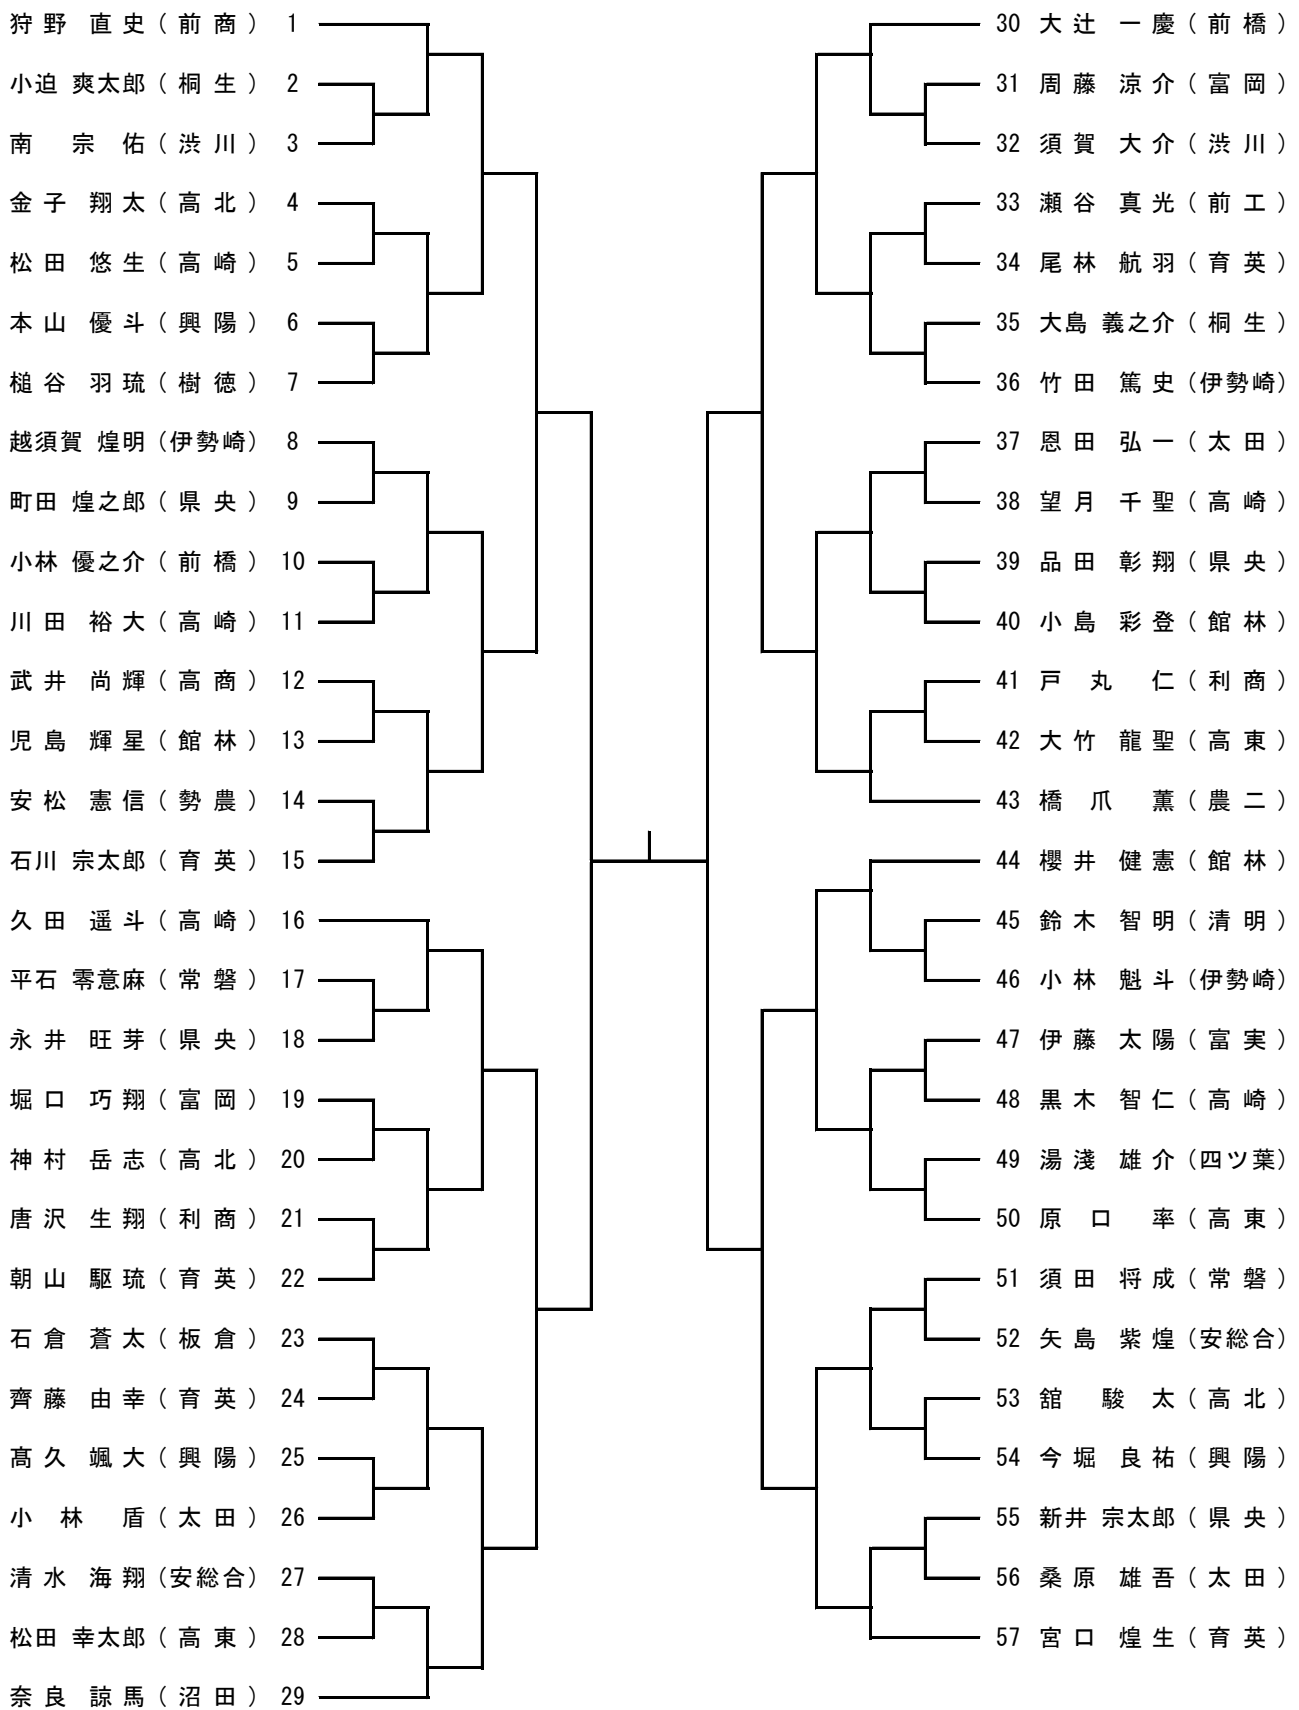 狩野 直史 ( 前商 ) 1
小迫 爽太郎 ( 桐生 ) 2
南 宗佑 ( 渋川 ) 3
金子 翔太 ( 高北 ) 4
松田 悠生 ( 高崎 ) 5
本山 優斗 ( 興陽 ) 6
槌谷 羽琉 ( 樹徳 ) 7
越須賀 煌明 (伊勢崎) 8
町田 煌之郎 ( 県央 ) 9
小林 優之介 ( 前橋 ) 10
川田 裕大 ( 高崎 ) 11
武井 尚輝 ( 高商 ) 12
児島 輝星 ( 館林 ) 13
安松 憲信 ( 勢農 ) 14
石川 宗太郎 ( 育英 ) 15
久田 遥斗 ( 高崎 ) 16
平石 零意麻 ( 常磐 ) 17
永井 旺芽 ( 県央 ) 18
堀口 巧翔 ( 富岡 ) 19
神村 岳志 ( 高北 ) 20
唐沢 生翔 ( 利商 ) 21
朝山 駆琉 ( 育英 ) 22
石倉 蒼太 ( 板倉 ) 23
齊藤 由幸 ( 育英 ) 24
髙久 颯大 ( 興陽 ) 25
小林 盾 ( 太田 ) 26
清水 海翔 (安総合) 27
松田 幸太郎 ( 高東 ) 28
奈良 諒馬 ( 沼田 ) 29
30 大辻 一慶 ( 前橋 )
31 周藤 涼介 ( 富岡 )
32 須賀 大介 ( 渋川 )
33 瀬谷 真光 ( 前工 )
34 尾林 航羽 ( 育英 )
35 大島 義之介 ( 桐生 )
36 竹田 篤史 (伊勢崎)
37 恩田 弘一 ( 太田 )
38 望月 千聖 ( 高崎 )
39 品田 彰翔 ( 県央 )
40 小島 彩登 ( 館林 )
41 戸丸 仁 ( 利商 )
42 大竹 龍聖 ( 高東 )
43 橋爪 薫 ( 農二 )
44 櫻井 健憲 ( 館林 )
45 鈴木 智明 ( 清明 )
46 小林 魁斗 (伊勢崎)
47 伊藤 太陽 ( 富実 )
48 黒木 智仁 ( 高崎 )
49 湯淺 雄介 (四ツ葉)
50 原口 率 ( 高東 )
51 須田 将成 ( 常磐 )
52 矢島 紫煌 (安総合)
53 舘 駿太 ( 高北 )
54 今堀 良祐 ( 興陽 )
55 新井 宗太郎 ( 県央 )
56 桑原 雄吾 ( 太田 )
57 宮口 煌生 ( 育英 )